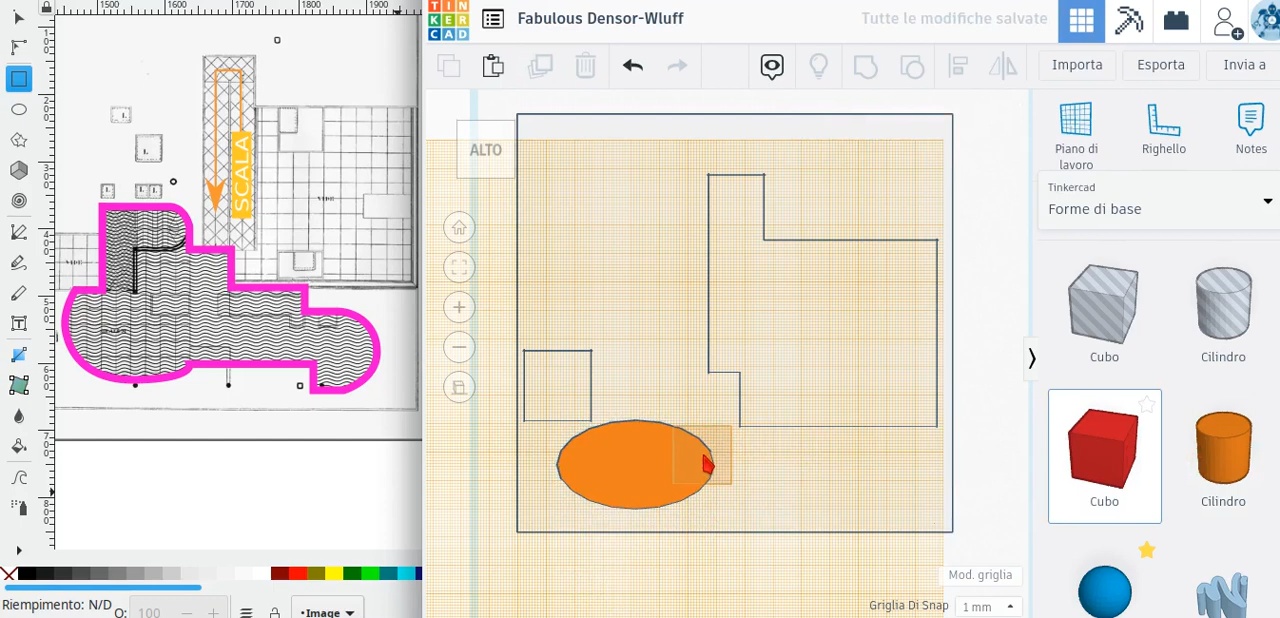 1500 1600 1700 1800 1900
TIN
KER
CAD
Fabulous Densor-Wluff
Tutte le modifiche salvate
Importa
Esporta
Invia a
ALTO
Piano di
lavoro
Righello
Notes
Tinkercad
Forme di base
SCALA
L
L
L
L
L
Cubo
Cilindro
Cubo
Cilindro
Mod. griglia
Griglia Di Snap
1 mm
Riempimento: N/D
O:
100
•Image